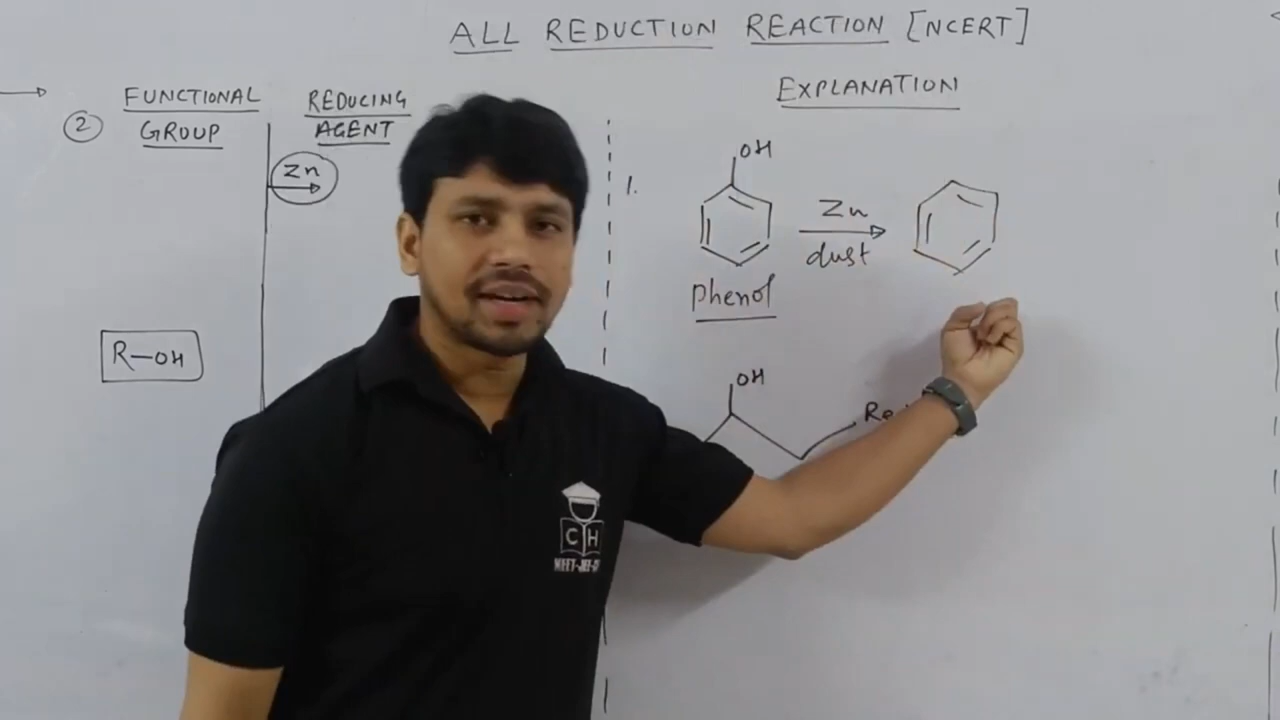 ALL REDUCTION REACTION [NCERT]
② FUNCTIONAL GROUP
REDUCING AGENT
EXPLANATION
Zn
1.
OH
Zn
dust
Phenol
R-OH
OH
C H